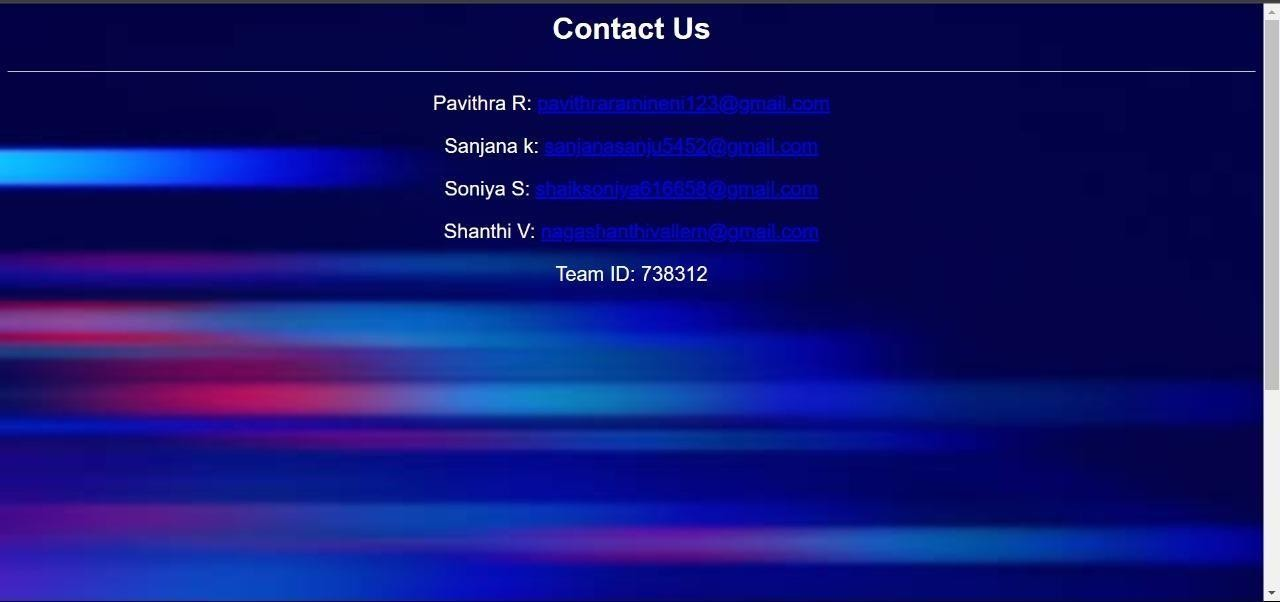 Contact Us
Pavithra R: pavithraramineni123@gmail.com
Sanjana k: sanjanasanju5452@gmail.com
Soniya S: shaiksoniya616658@gmail.com
Shanthi V: nagashanthivallem@gmail.com
Team ID: 738312